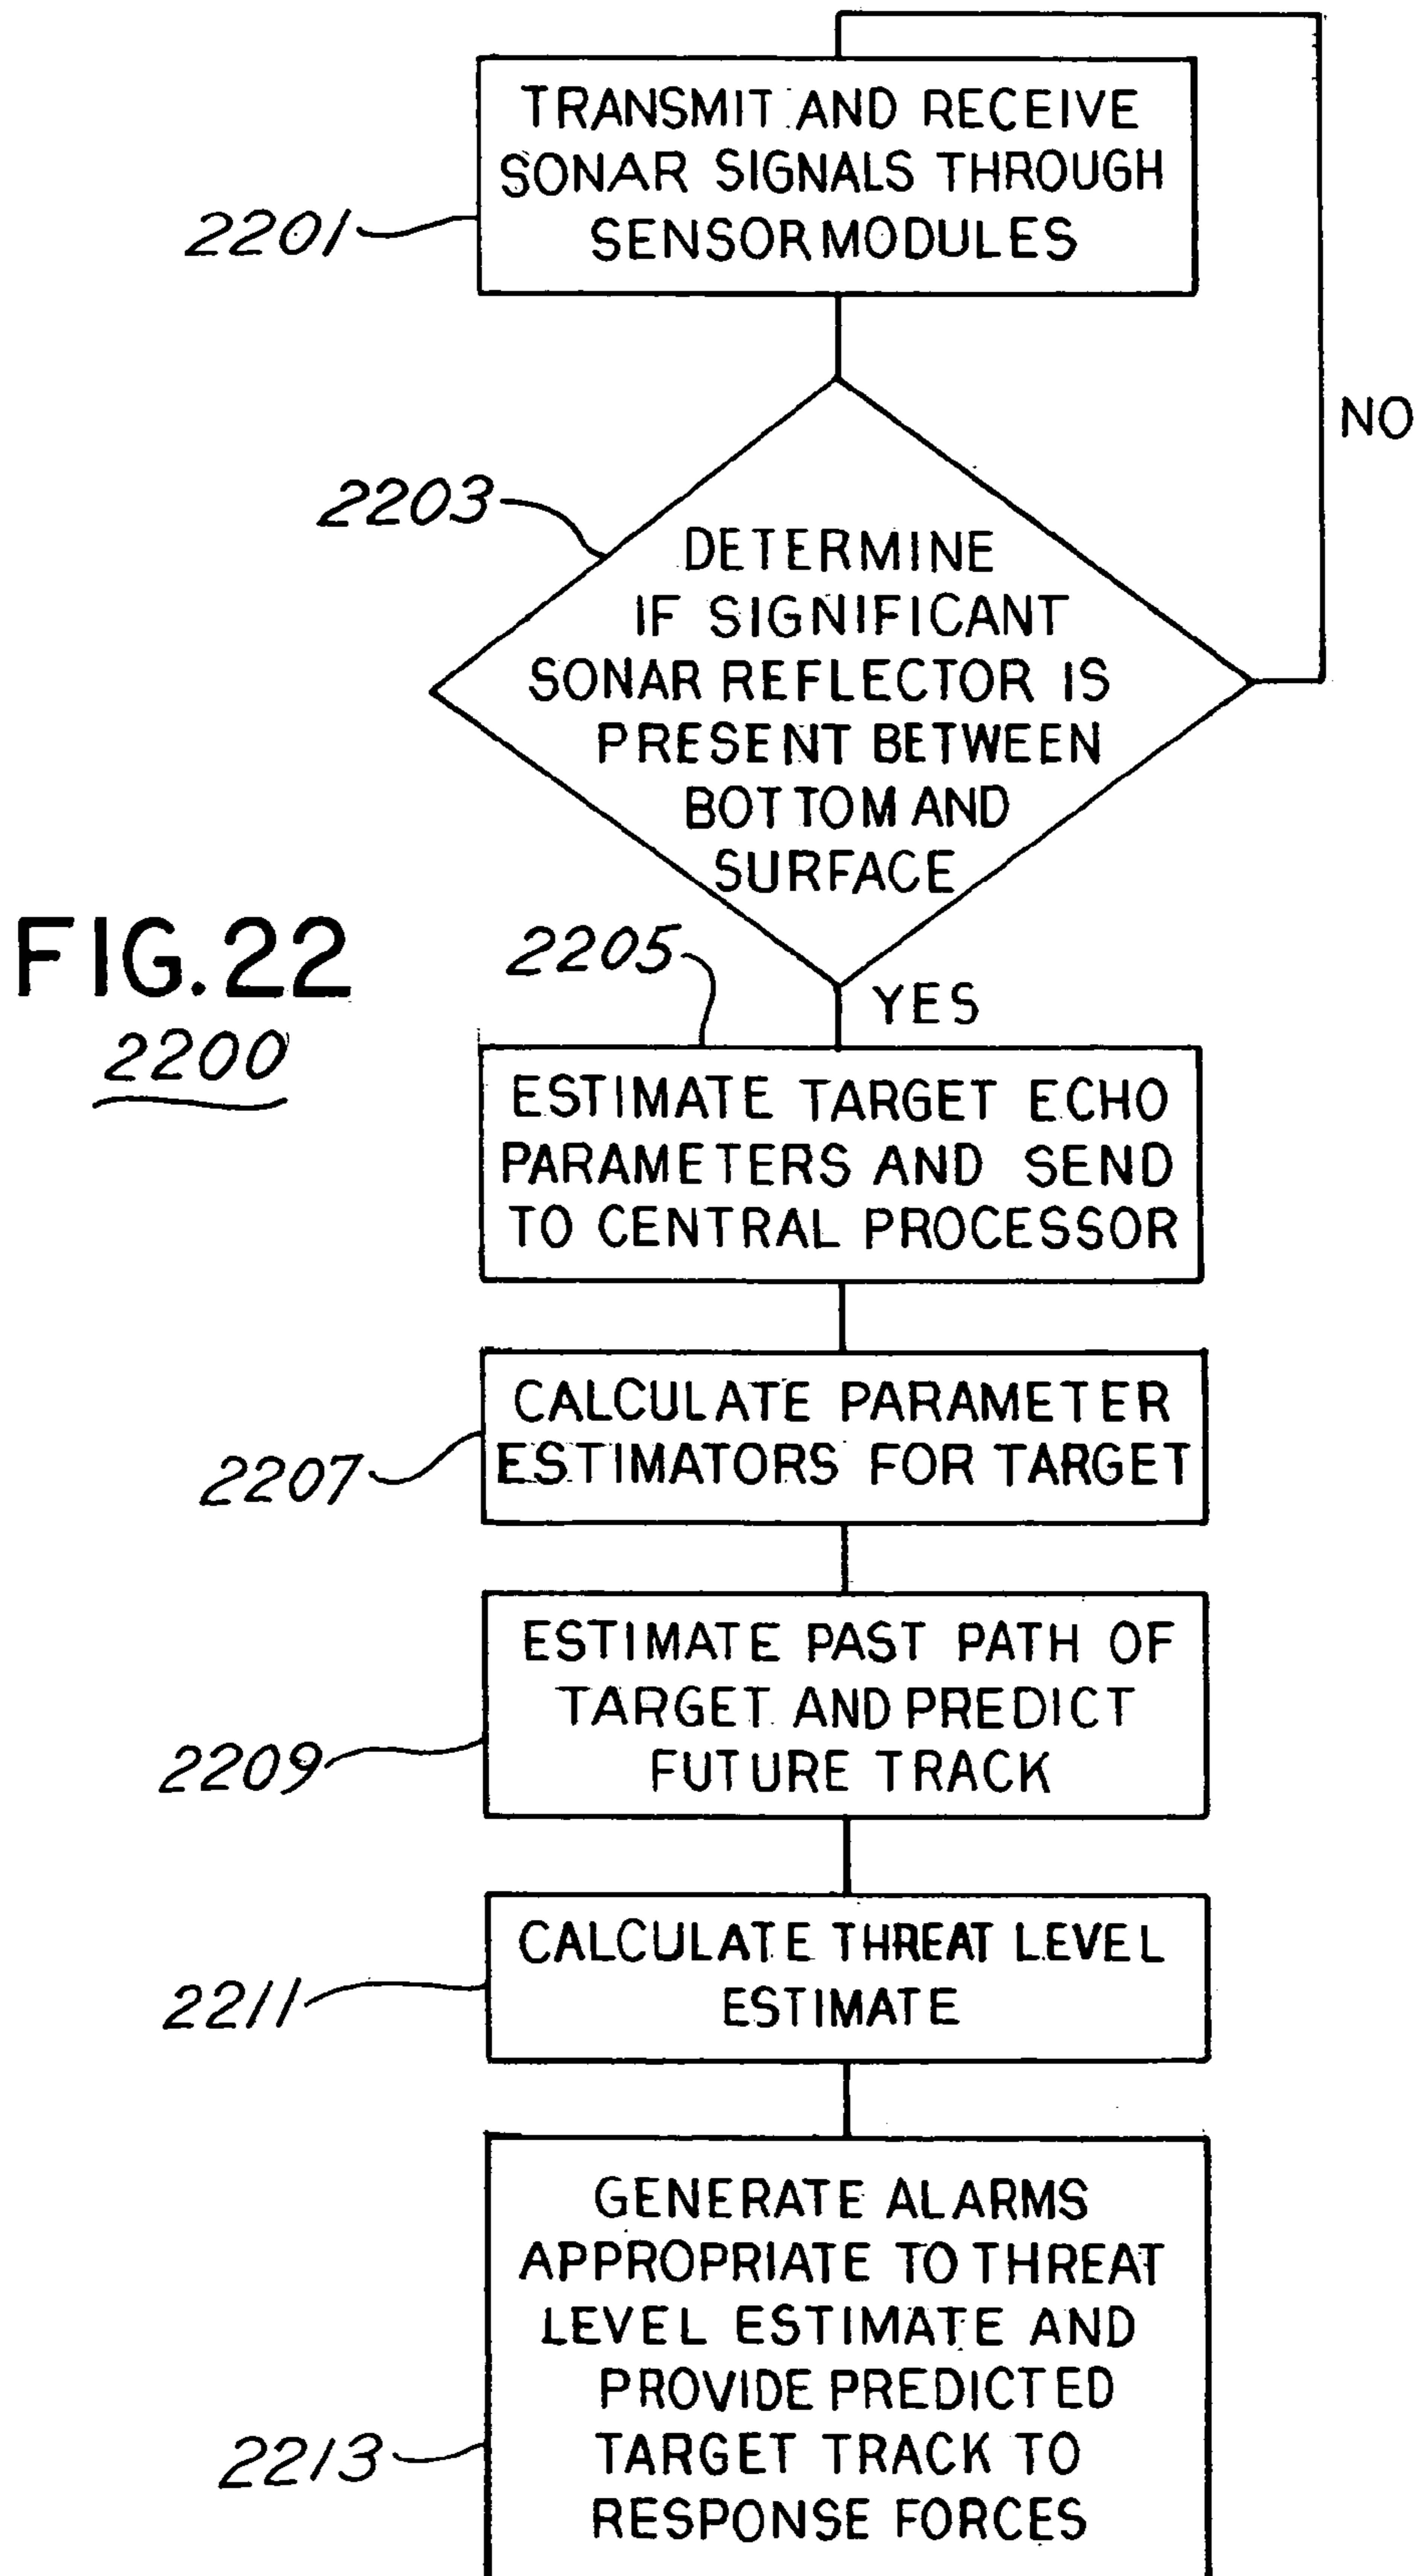 TRANSMIT AND RECEIVE
SONAR SIGNALS THROUGH
SENSOR MODULES
2201
NO
2203
DETERMINE
IF SIGNIFICANT
SONAR REFLECTOR IS
PRESENT BETWEEN
BOTTOM AND
SURFACE
FIG.22
2200
2205
YES
ESTIMATE TARGET ECHO
PARAMETERS AND SEND
TO CENTRAL PROCESSOR
CALCULATE PARAMETER
ESTIMATORS FOR TARGET
2207
ESTIMATE PAST PATH OF
TARGET AND PREDICT
FUTURE TRACK
2209
CALCULATE THREAT LEVEL
ESTIMATE
2211
GENERATE ALARMS
APPROPRIATE TO THREAT
LEVEL ESTIMATE AND
PROVIDE PREDICTED
TARGET TRACK TO
RESPONSE FORCES
2213